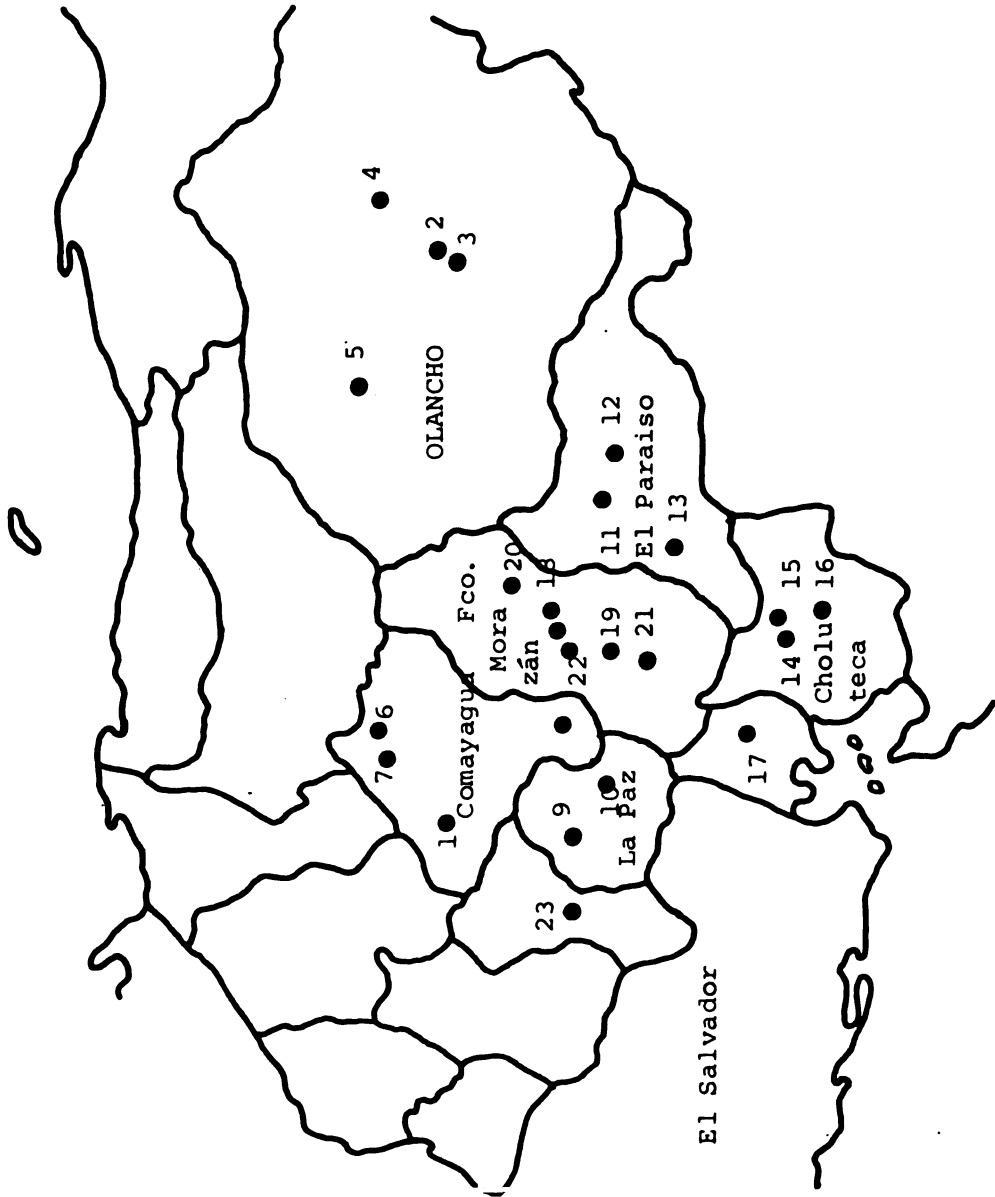 4
2
3
5
OLANCHO
12
11
El Paraiso
13
Fco.
Mora
zán
20
18
22
19
21
15
14
16
Cholu
teca
17
6
7
Comayagua
1
9
10
La Paz
23
El Salvador